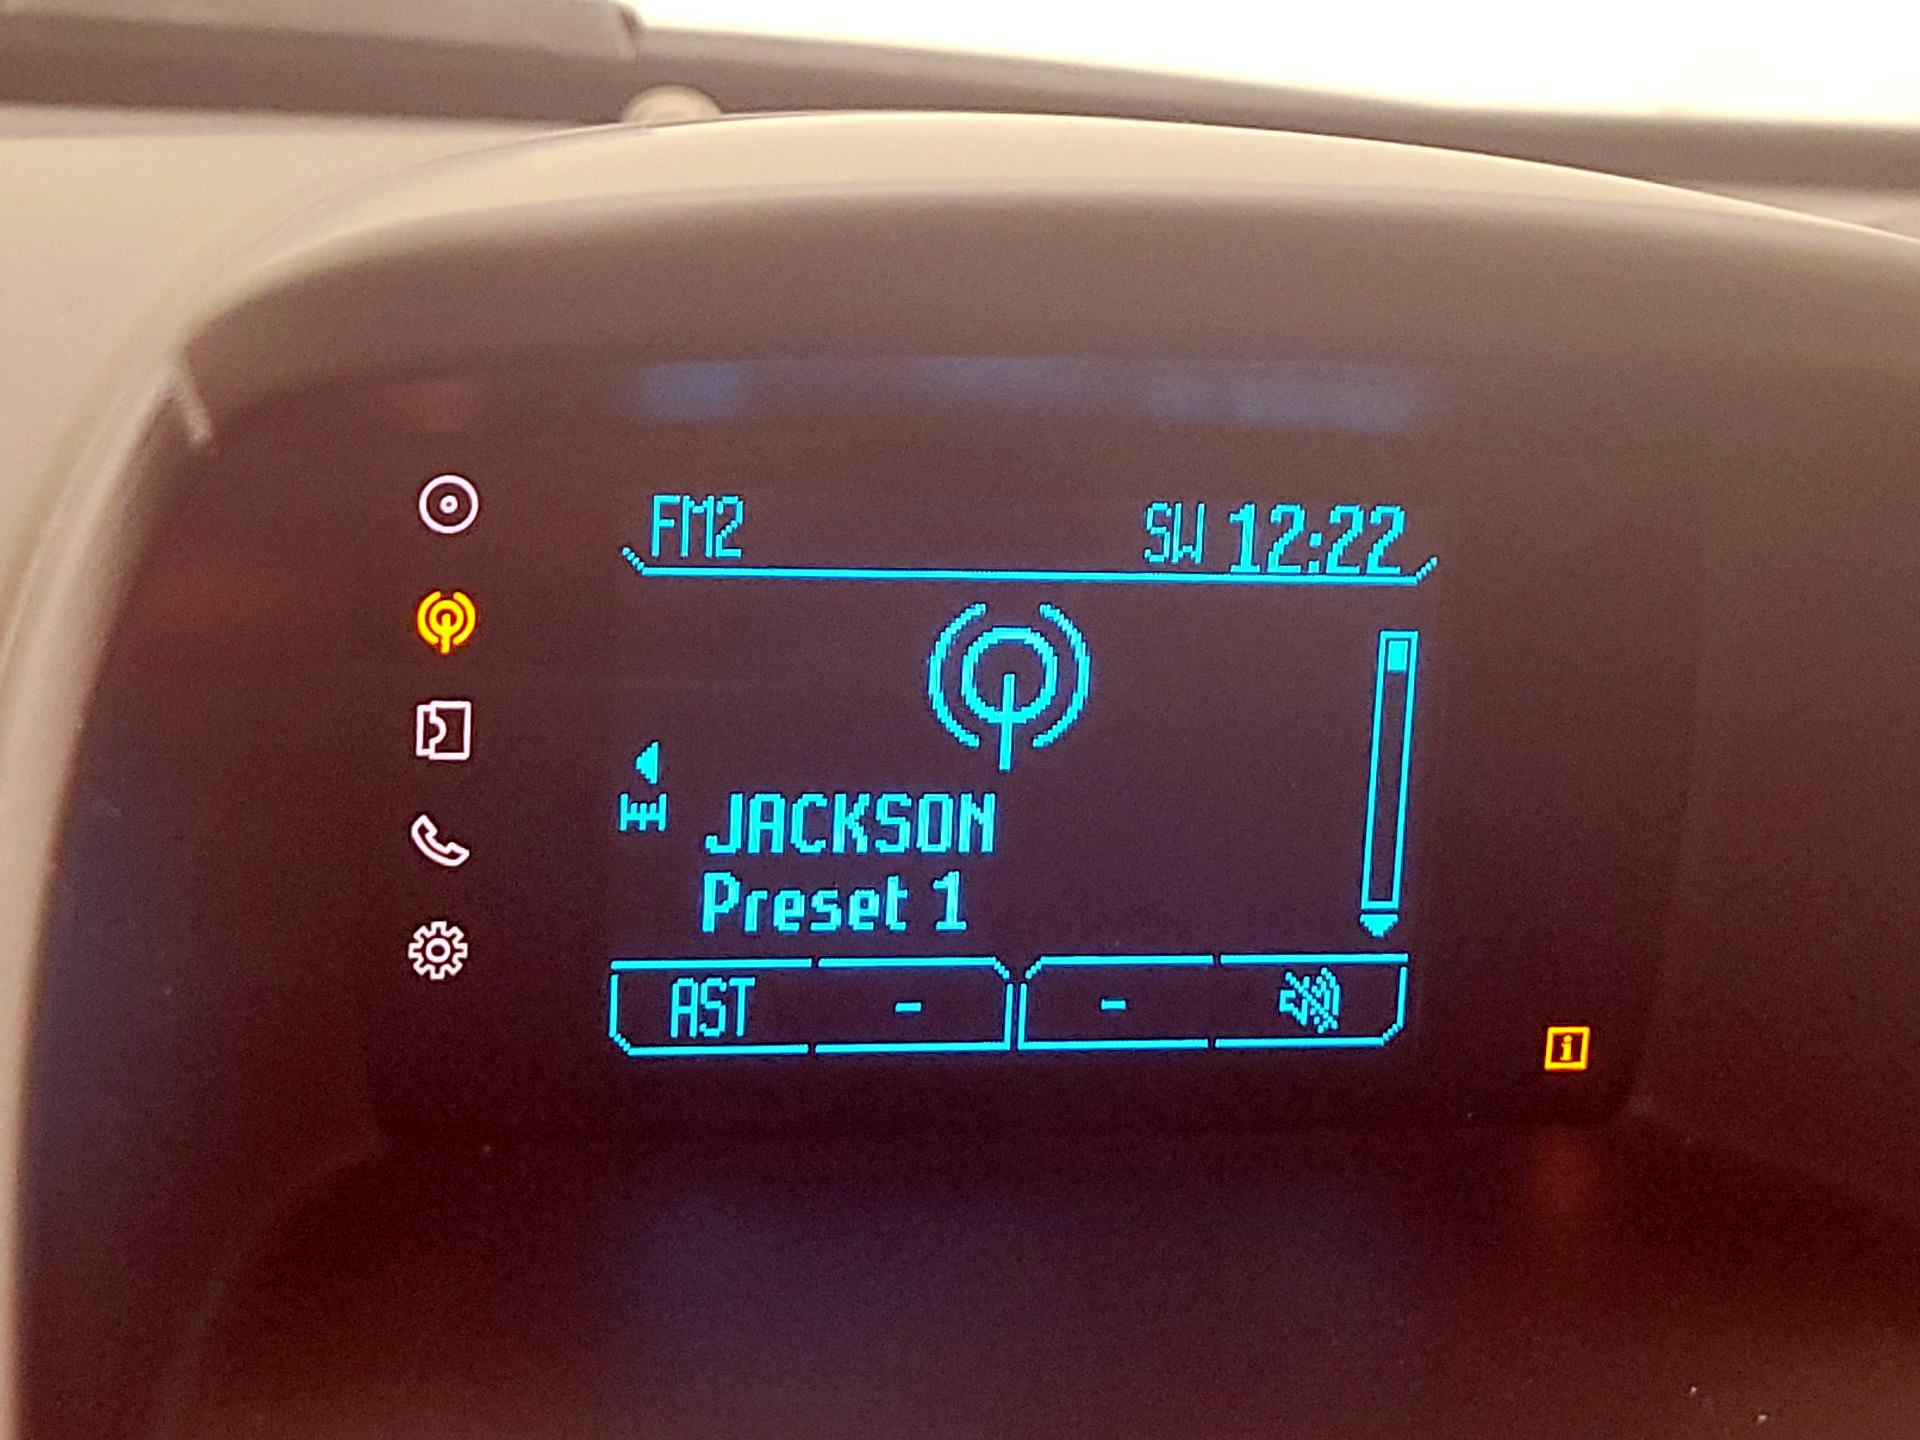 FM2 SW 12:22
JACKSON
Preset 1
AST - -
i